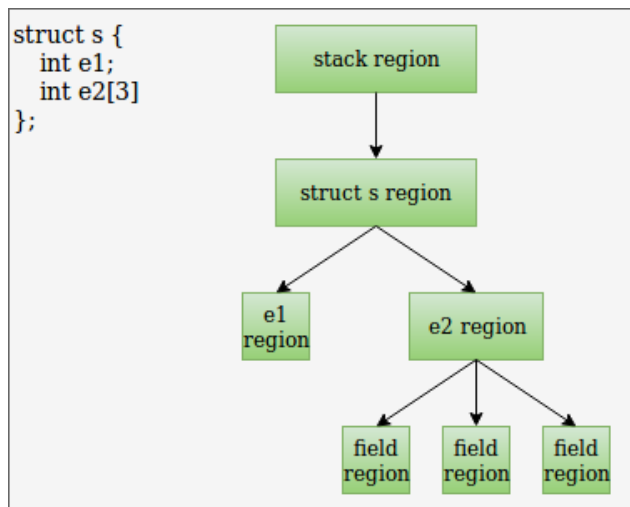 struct s {
int e1;
int e2[3]
};
stack region
struct s region
e1
region
e2 region
field
region
field
region
field
region